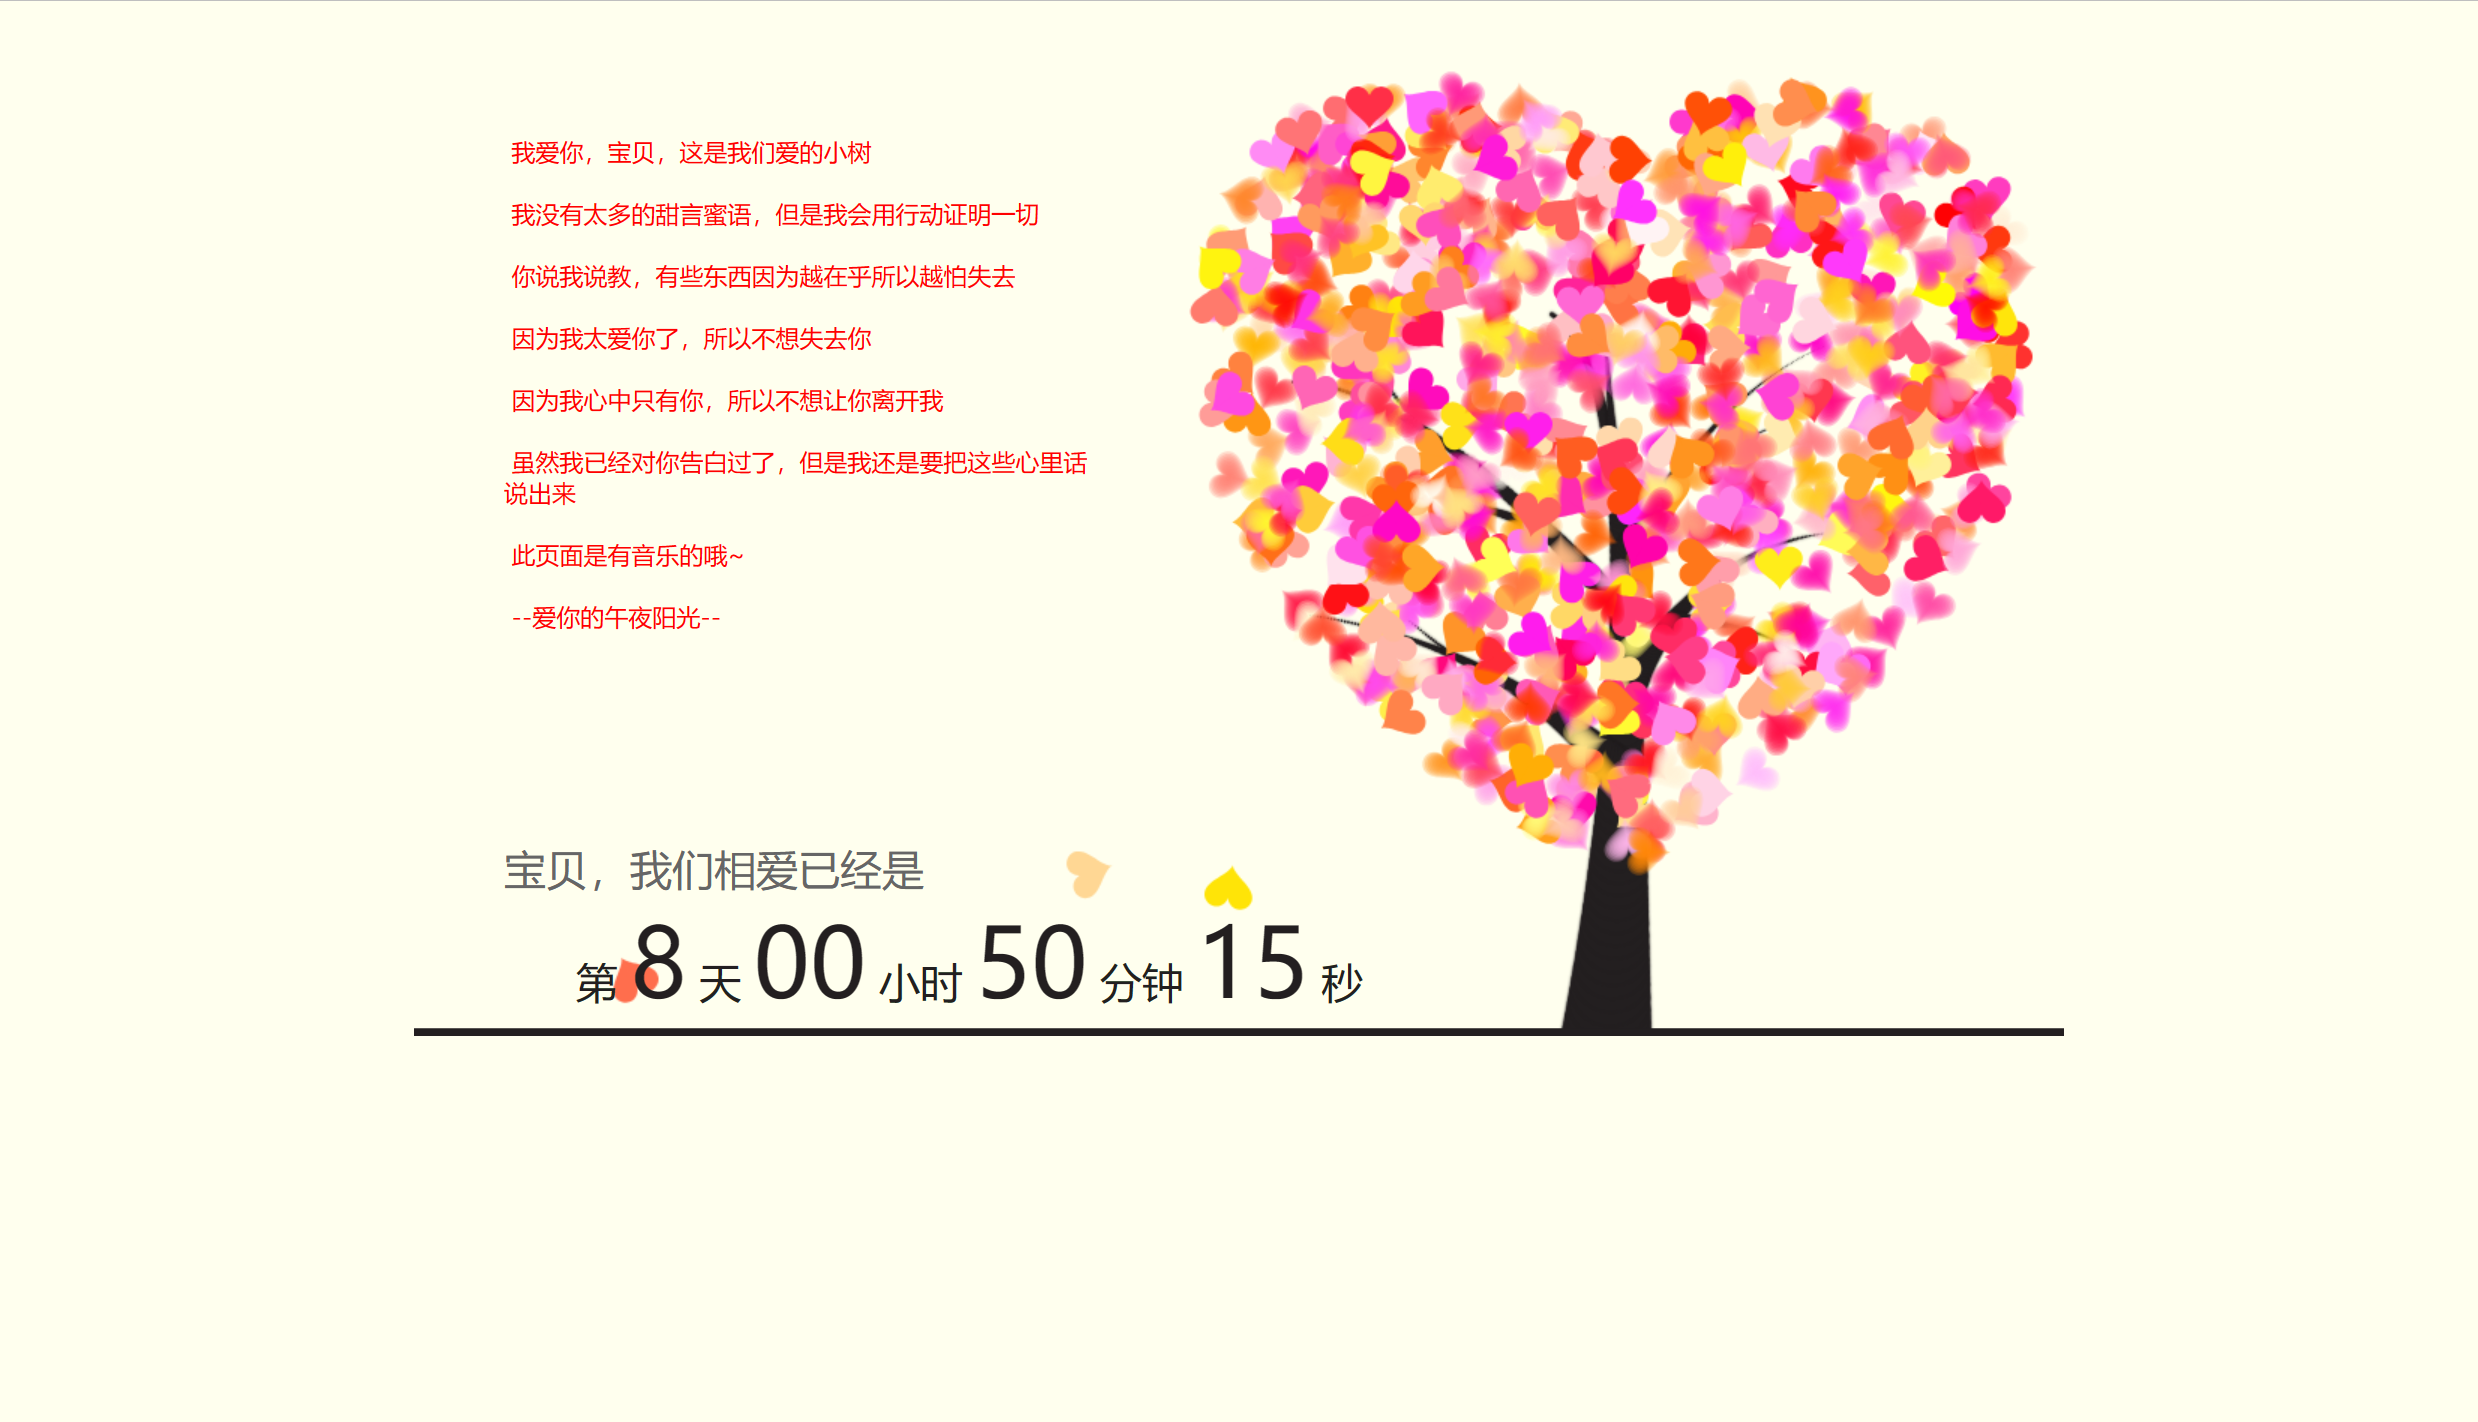 我爱你，宝贝，这是我们爱的小树
我没有太多的甜言蜜语，但是我会用行动证明一切
你说我说教，有些东西因为越在乎所以越怕失去
因为我太爱你了，所以不想失去你
因为我心中只有你，所以不想让你离开我
虽然我已经对你告白过了，但是我还是要把这些心里话
说出来
此页面是有音乐的哦~
--爱你的午夜阳光--
宝贝，我们相爱已经是
第 8 天 00 小时 50 分钟 15 秒